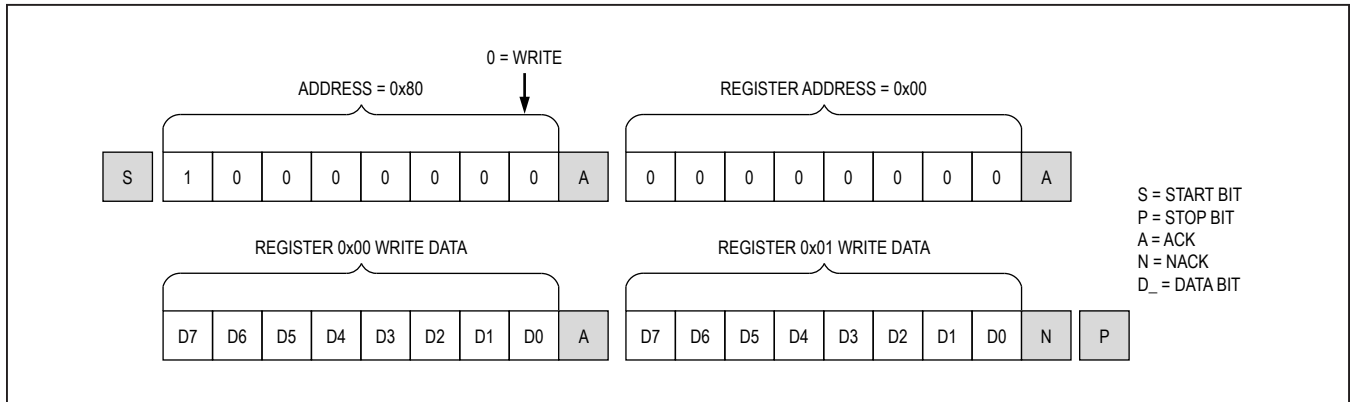 0 = WRITE
ADDRESS = 0x80
REGISTER ADDRESS = 0x00
S 1 0 0 0 0 0 0 0 A 0 0 0 0 0 0 0 0 A
REGISTER 0x00 WRITE DATA
REGISTER 0x01 WRITE DATA
D7 D6 D5 D4 D3 D2 D1 D0 A D7 D6 D5 D4 D3 D2 D1 D0 N P
S = START BIT
P = STOP BIT
A = ACK
N = NACK
D_ = DATA BIT